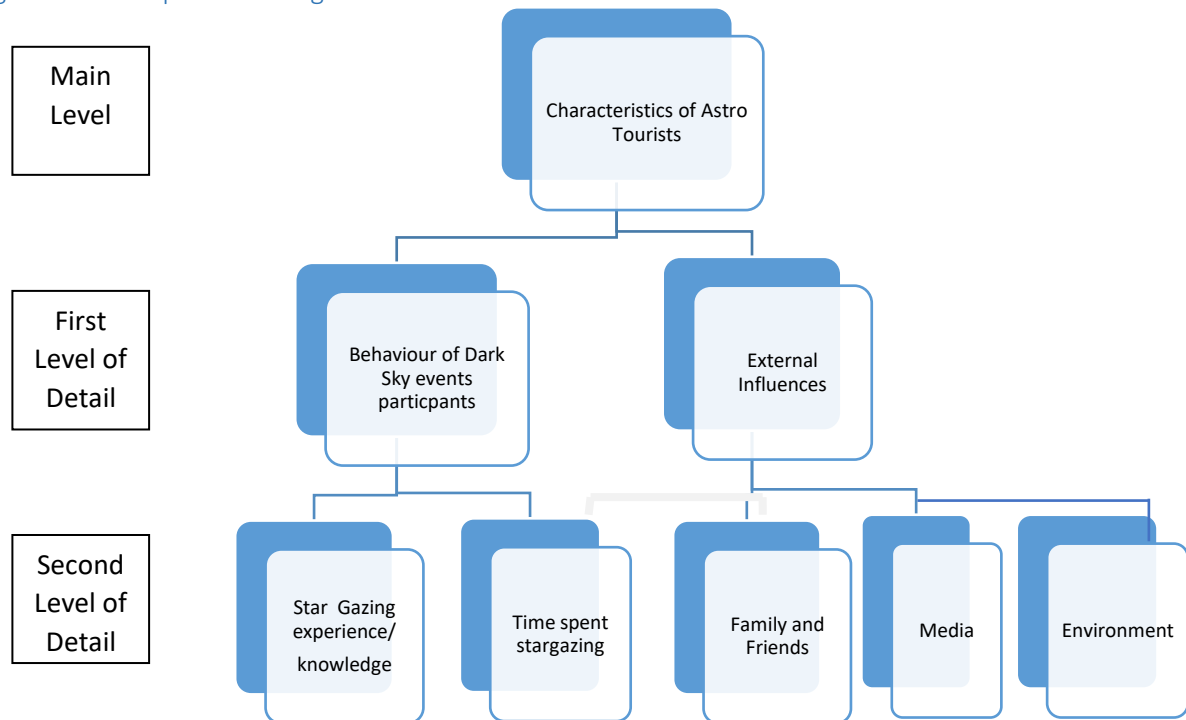 Main
Level
Characteristics of Astro
Tourists
First
Level of
Detail
Behaviour of Dark
Sky events
particpants
External
Influences
Second
Level of
Detail
Star Gazing
experience/
knowledge
Time spent
stargazing
Family and
Friends
Media
Environment